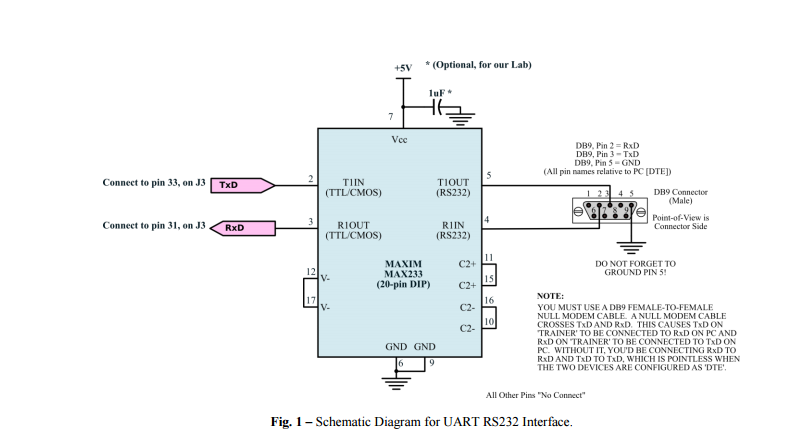 * (Optional, for our Lab)
+5V
1uF *
7
Vcc
DB9, Pin 2 = RxD
DB9, Pin 3 = TxD
DB9, Pin 5 = GND
(All pin names relative to PC [DTE])
Connect to pin 33, on J3
TxD
2
T1IN
(TTL/CMOS)
T1OUT
(RS232)
5
1 2 3 4 5
6 7 8 9
DB9 Connector
(Male)
Point-of-View is
Connector Side
Connect to pin 31, on J3
RxD
3
R1OUT
(TTL/CMOS)
R1IN
(RS232)
4
DO NOT FORGET TO
GROUND PIN 5!
MAXIM
MAX233
(20-pin DIP)
12
V-
17
V-
C2+
11
C2+
15
C2-
16
C2-
10
GND GND
6
9
NOTE:
YOU MUST USE A DB9 FEMALE-TO-FEMALE
NULL MODEM CABLE. A NULL MODEM CABLE
CROSSES TxD AND RxD. THIS CAUSES TxD ON
'TRAINER' TO BE CONNECTED TO RxD ON PC AND
RxD ON 'TRAINER' TO BE CONNECTED TO TxD ON
PC. WITHOUT IT, YOU'D BE CONNECTING RxD TO
RxD AND TxD TO TxD, WHICH IS POINTLESS WHEN
THE TWO DEVICES ARE CONFIGURED AS 'DTE'.
All Other Pins "No Connect"
Fig. 1 – Schematic Diagram for UART RS232 Interface.